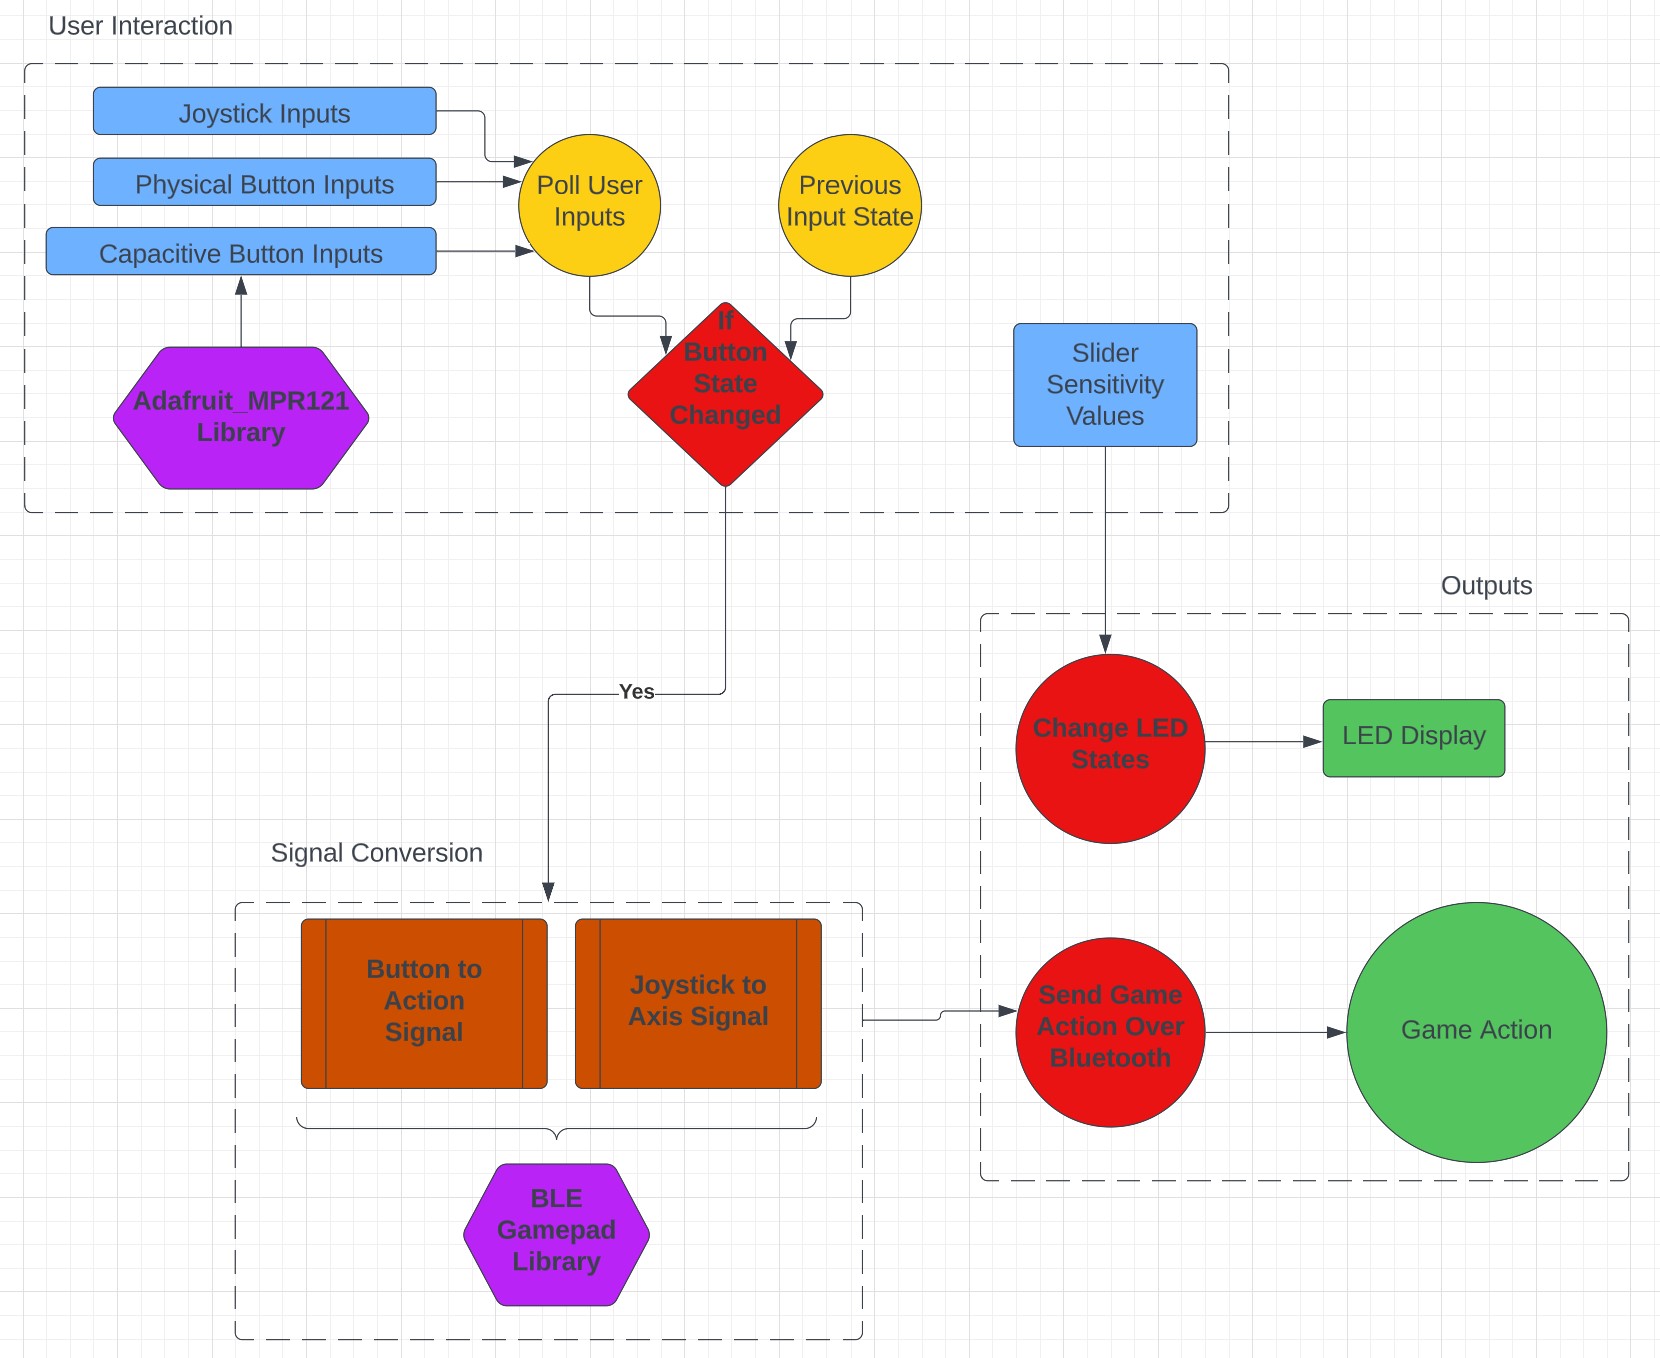 User Interaction
Joystick Inputs
Physical Button Inputs
Capacitive Button Inputs
Adafruit_MPR121
Library
Poll User
Inputs
Previous
Input State
If
Button
State
Changed
Slider
Sensitivity
Values
Yes
Signal Conversion
Button to
Action
Signal
Joystick to
Axis Signal
BLE
Gamepad
Library
Outputs
Change LED
States
LED Display
Send Game
Action Over
Bluetooth
Game Action